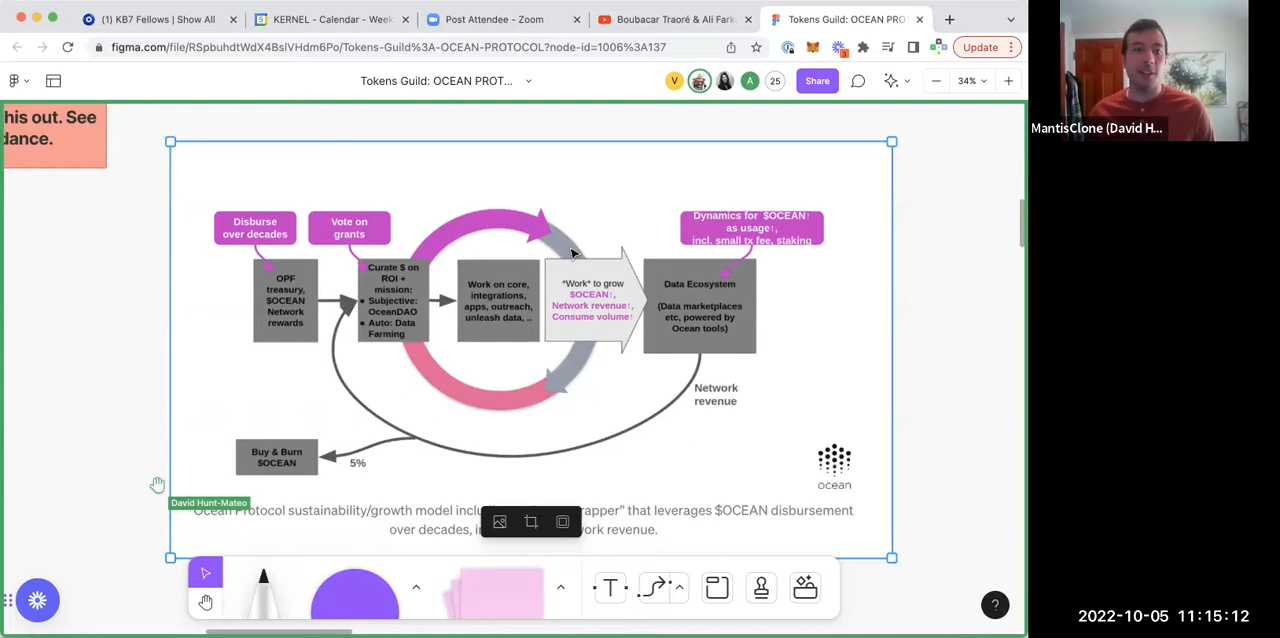 (1) KB7 Fellows | Show All
KERNEL - Calendar - Week
Post Attendee - Zoom
Boubacar Traoré & Ali Fark
Tokens Guild: OCEAN PRO
figma.com/file/RSpbuhdtWdX4BslVHdm6Po/Tokens-Guild%3A-OCEAN-PROTOCOL?node-id=1006%3A137
3
Update
Tokens Guild: OCEAN PROT...
V
A
25
Share
34%
his out. See
dance.
MantisClone (David H...
Disburse
over decades
Vote on
grants
Dynamics for $OCEAN↑
as usage↑,
incl. small tx fee, staking
OPF
treasury,
$OCEAN
Network
rewards
Curate $ on
ROI +
mission:
• Subjective:
OceanDAO
• Auto: Data
Farming
Work on core,
integrations,
apps, outreach,
unleash data, ..
*Work* to grow
$OCEAN↑,
Network revenue↑,
Consume volume↑
Data Ecosystem
(Data marketplaces
etc, powered by
Ocean tools)
Network
revenue
Buy & Burn
$OCEAN
5%
ocean
David Hunt-Mateo
Ocean Protocol sustainability/growth model inclu rapper" that leverages $OCEAN disbursement
over decades, i work revenue.
T
?
2022-10-05 11:15:12